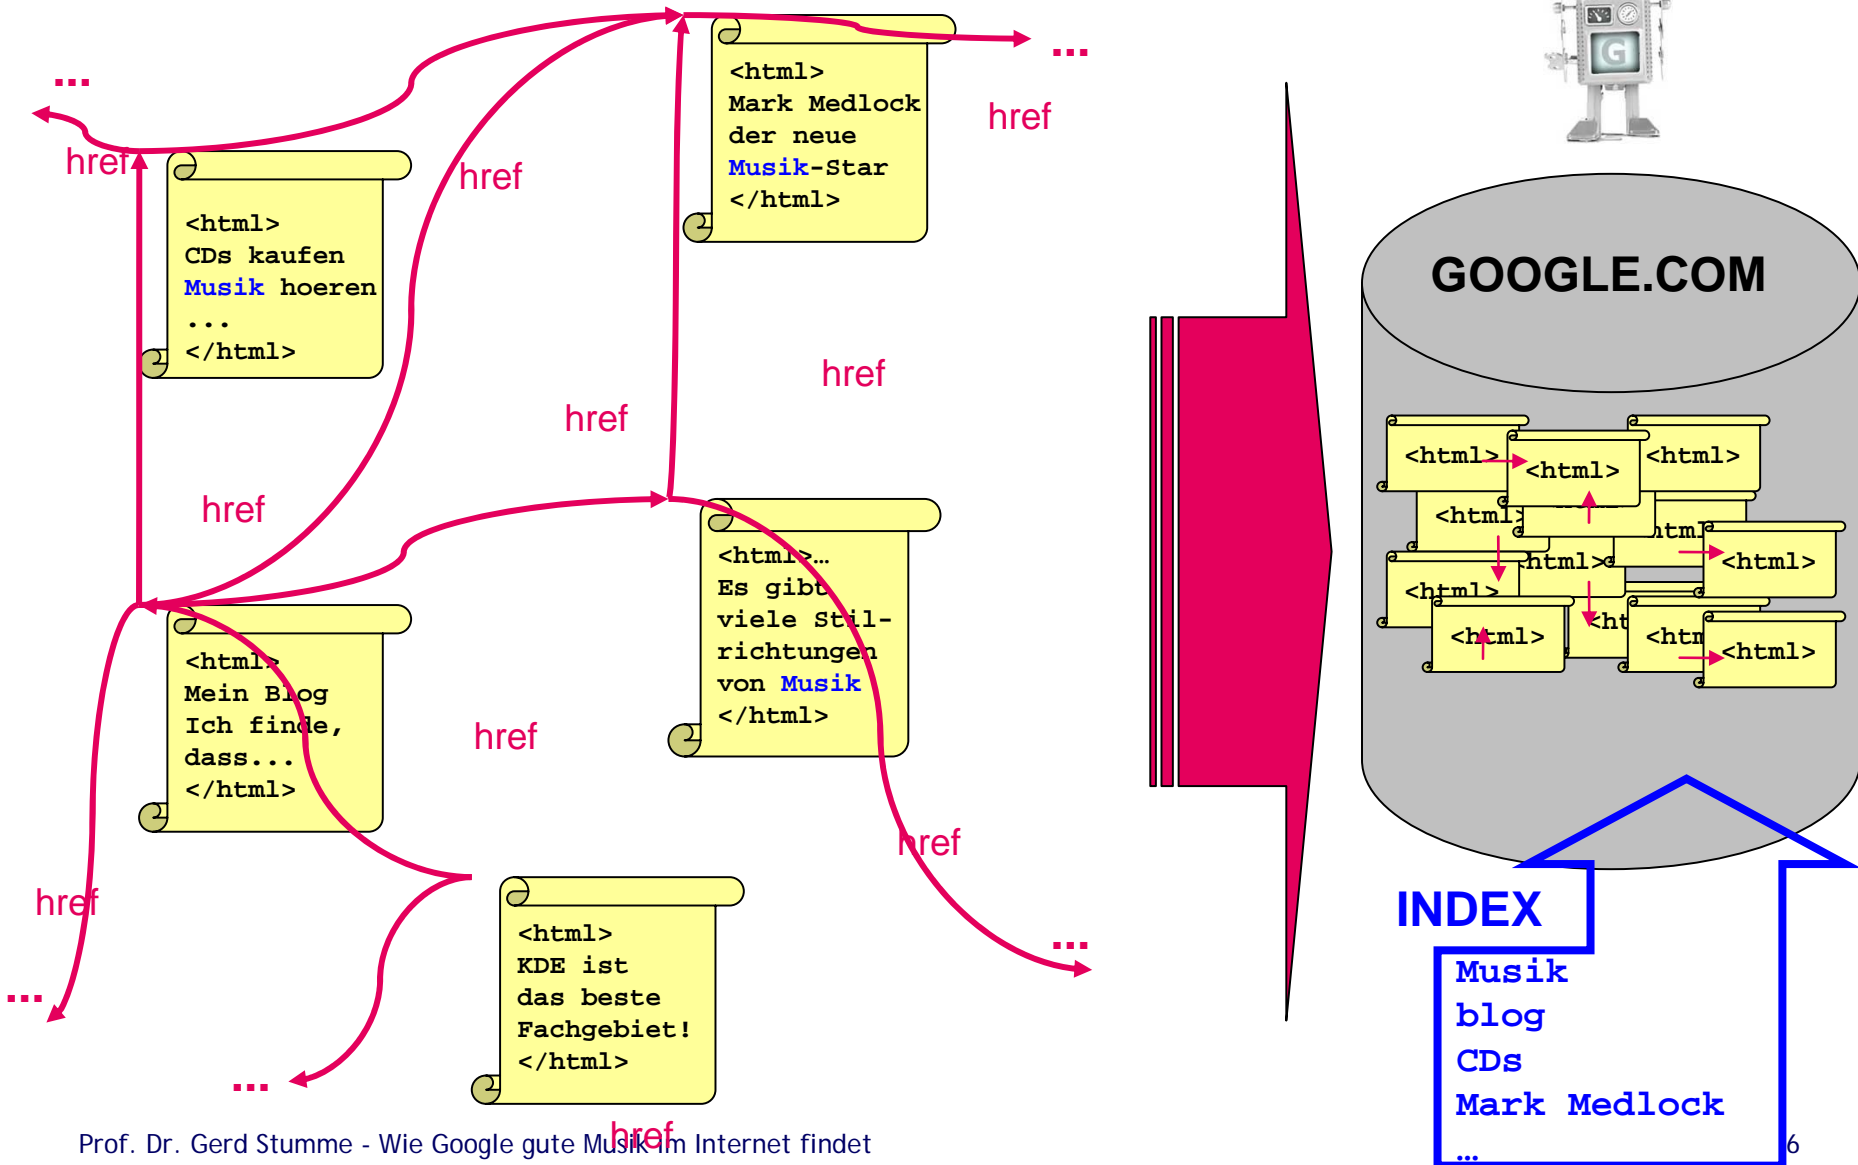 ...
...
<html>
Mark Medlock
der neue
Musik-Star
</html>
href
href
href
<html>
CDs kaufen
Musik hoeren
...
</html>
G
GOOGLE.COM
href
href
href
<html>…
Es gibt
viele Stil-
richtungen
von Musik
</html>
<html>
Mein Blog
Ich finde,
dass...
</html>
href
href
href
...
...
<html>
KDE ist
das beste
Fachgebiet!
</html>
...
href
<html>
<html>
<html>
<html>
<html>
<html>
<html>
<html>
<html>
INDEX
Musik
blog
CDs
Mark Medlock
…
Prof. Dr. Gerd Stumme - Wie Google gute Musik im Internet findet
6